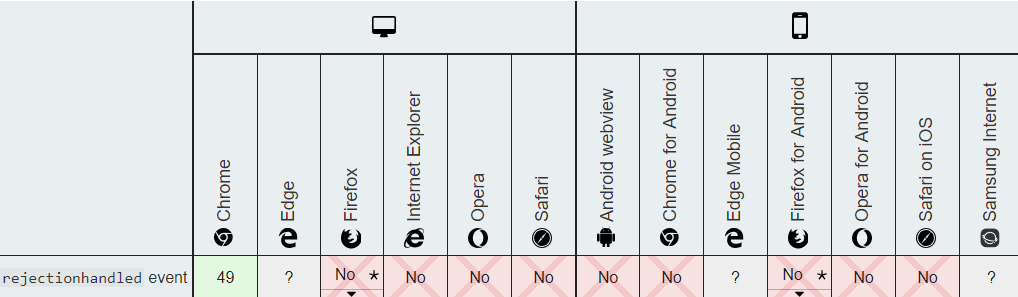 Chrome
Edge
Firefox
Internet Explorer
Opera
Safari
Android webview
Chrome for Android
Edge Mobile
Firefox for Android
Opera for Android
Safari on iOS
Samsung Internet
rejectionhandled event 49 ? No * No No No No No ? No * No No ?